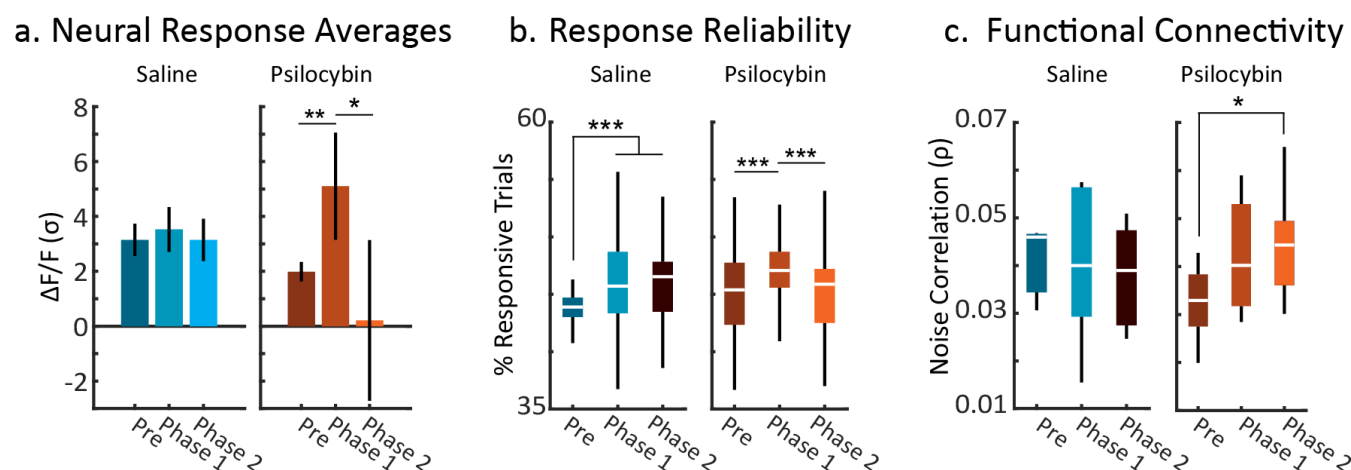 a. Neural Response Averages
Saline
Psilocybin
ΔF/F (σ)
8
6
4
2
0
-2
**
*
Pre
Phase 1
Phase 2
Pre
Phase 1
Phase 2
b. Response Reliability
Saline
Psilocybin
% Responsive Trials
60
35
***
***
***
Pre
Phase 1
Phase 2
Pre
Phase 1
Phase 2
c. Functional Connectivity
Saline
Psilocybin
Noise Correlation (ρ)
0.07
0.05
0.03
0.01
*
Pre
Phase 1
Phase 2
Pre
Phase 1
Phase 2